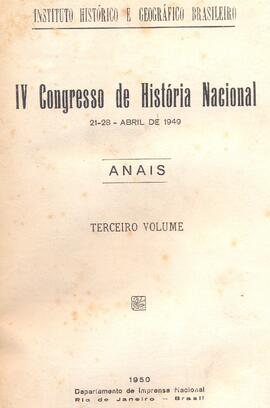 INSTITUTO HISTÓRICO E GEOGRÁFICO BRASILEIRO
IV Congresso de História Nacional
21-28 - ABRIL DE 1949
ANAIS
TERCEIRO VOLUME
1950
Departamento de Imprensa Nacional
Rio de Janeiro - Brasil